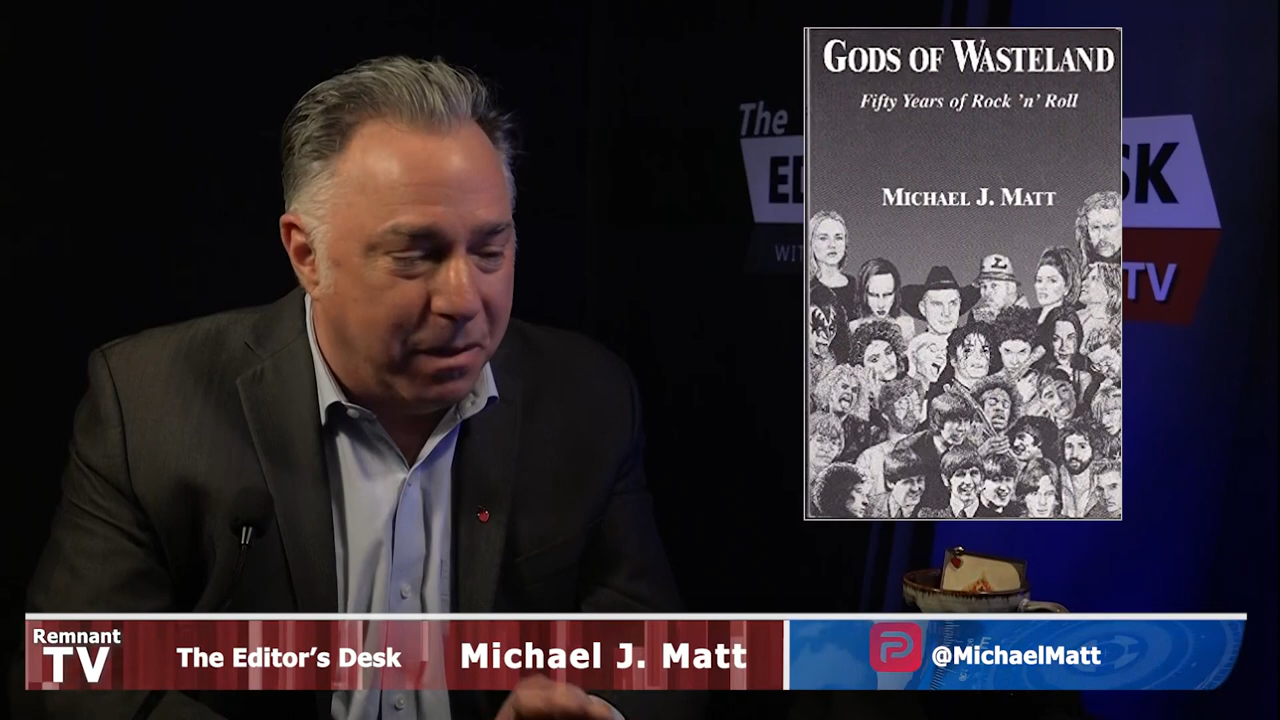 GODS OF WASTELAND
Fifty Years of Rock 'n' Roll
MICHAEL J. MATT
The
ED
SK
WIT
TV
Remnant
TV
The Editor's Desk
Michael J. Matt
@MichaelMatt